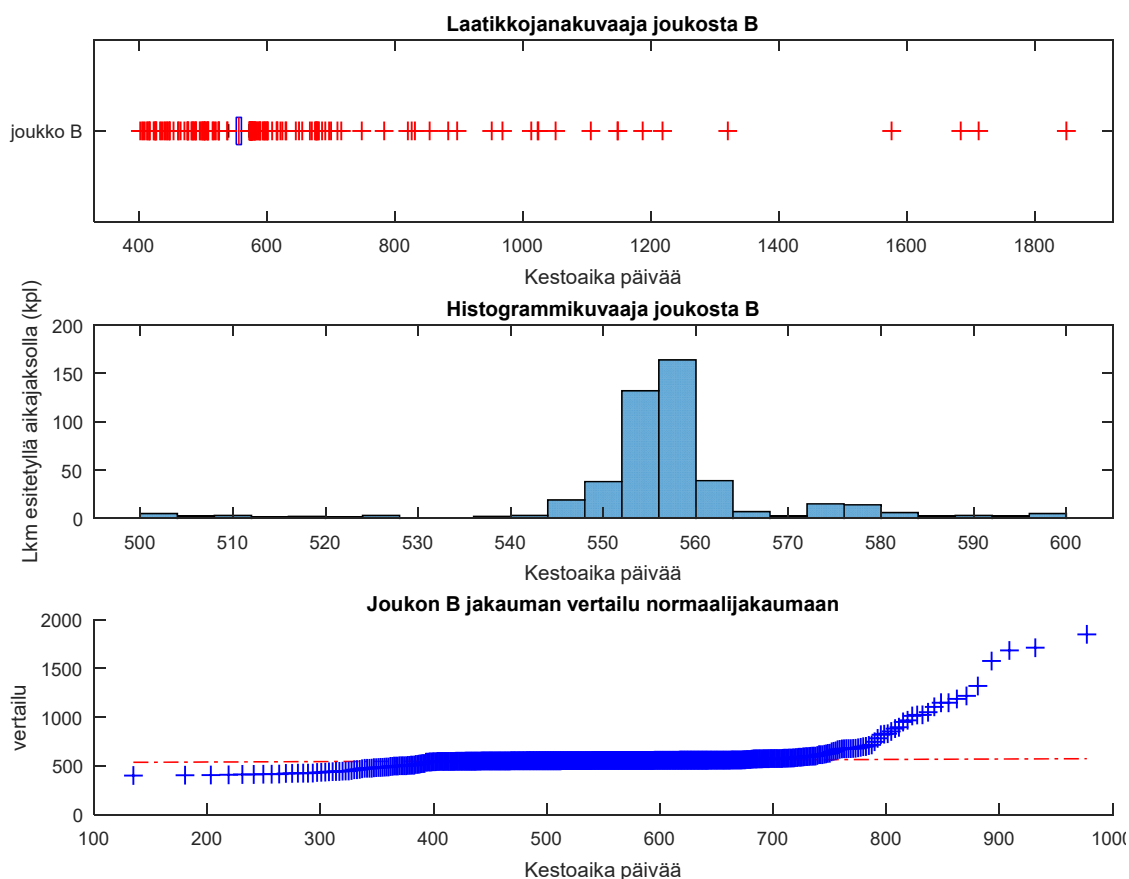 Laatikkojanakuvaaja joukosta B
joukko B
400 600 800 1000 1200 1400 1600 1800
Kestoaika päivää
Histogrammikuvaaja joukosta B
Lkm esitetyllä aikajaksolla (kpl)
200
150
100
50
0
500 510 520 530 540 550 560 570 580 590 600
Kestoaika päivää
Joukon B jakauman vertailu normaalijakaumaan
vertailu
2000
1500
1000
500
0
100 200 300 400 500 600 700 800 900 1000
Kestoaika päivää